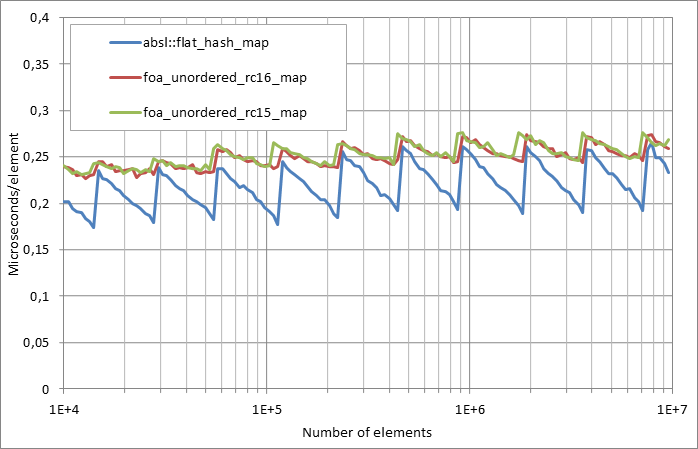 0,4
0,35
0,3
0,25
0,2
0,15
0,1
0,05
0
Microseconds/element
absl::flat_hash_map
foa_unordered_rc16_map
foa_unordered_rc15_map
1E+4 1E+5 1E+6 1E+7
Number of elements